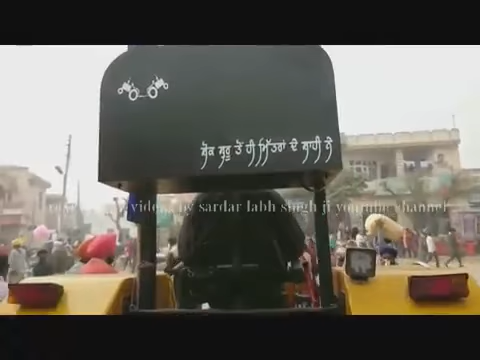 ਸ਼ੌਕ ਸ਼ੁਰੂ ਤੋਂ ਹੀ ਮਿੱਤਰਾਂ ਦੇ ਸ਼ਾਹੀ ਨੇ
video by sardar labh singh ji youtube channel